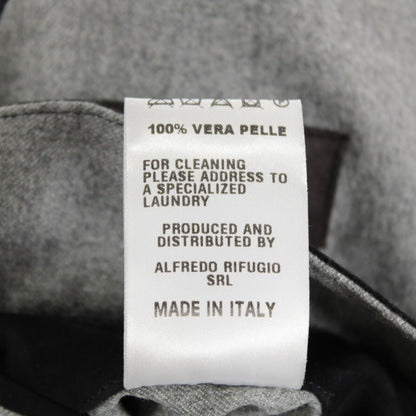 100% VERA PELLE
FOR CLEANING
PLEASE ADDRESS TO
A SPECIALIZED
LAUNDRY
PRODUCED AND
DISTRIBUTED BY
ALFREDO RIFUGIO
SRL
MADE IN ITALY